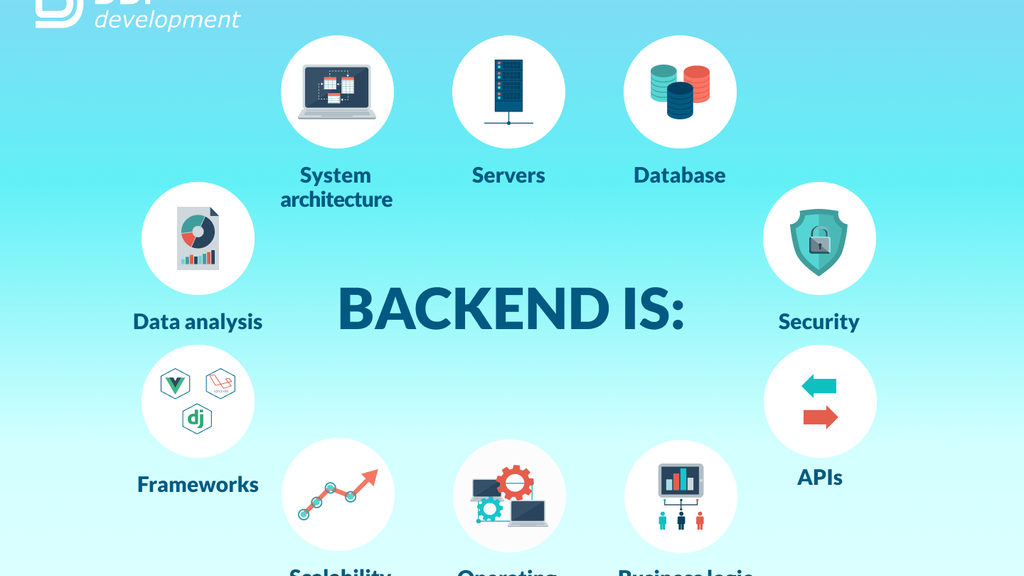 development
System
architecture
Servers
Database
Data analysis
BACKEND IS:
Security
dj
Frameworks
APIs
Scalability
Operating
Business logic